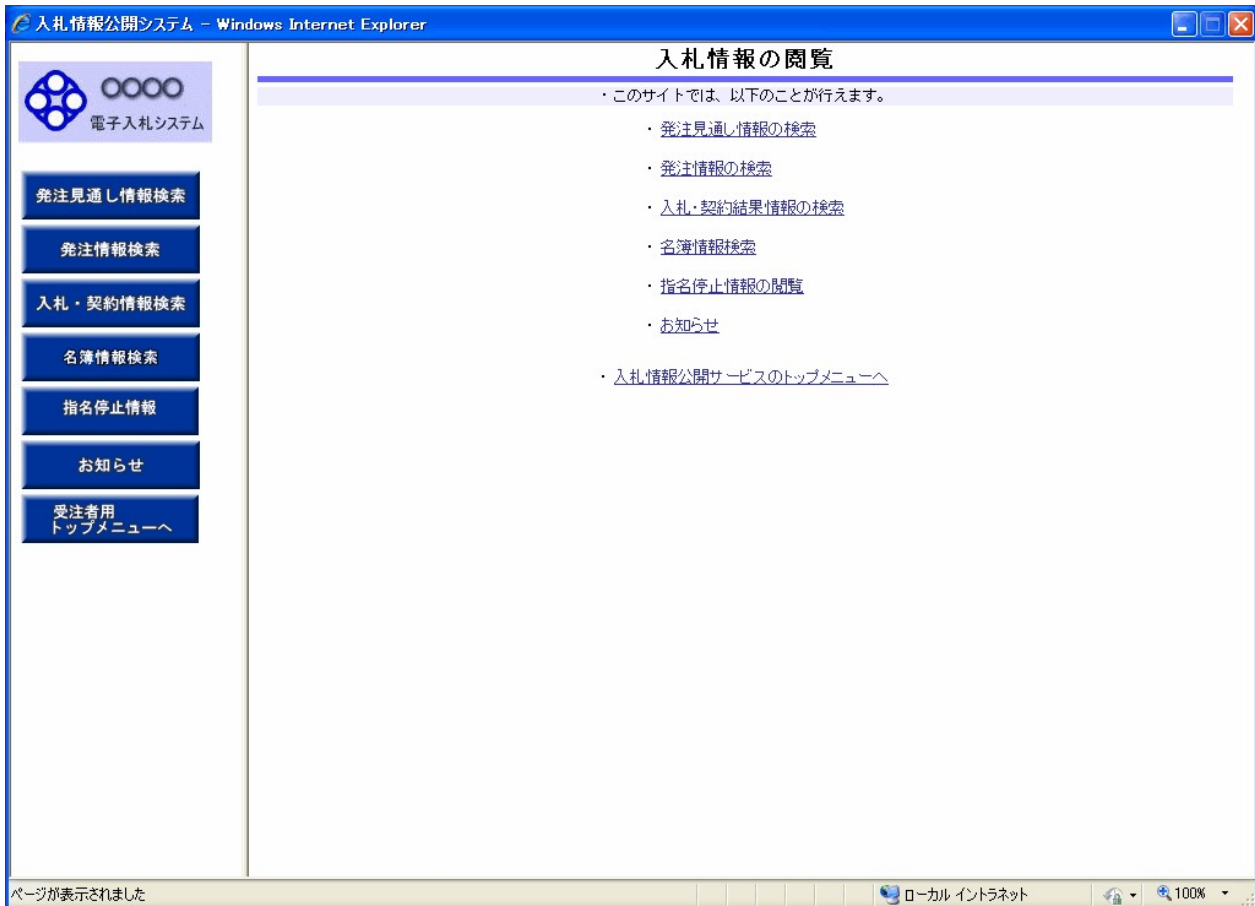 入札情報公開システム - Windows Internet Explorer
〇〇〇〇
電子入札システム
発注見通し情報検索
発注情報検索
入札・契約情報検索
名簿情報検索
指名停止情報
お知らせ
受注者用
トップメニューへ
入札情報の閲覧
・このサイトでは、以下のことが行えます。
・発注見通し情報の検索
・発注情報の検索
・入札・契約結果情報の検索
・名簿情報検索
・指名停止情報の閲覧
・お知らせ
・入札情報公開サービスのトップメニューへ
ページが表示されました
ローカル イントラネット
100%